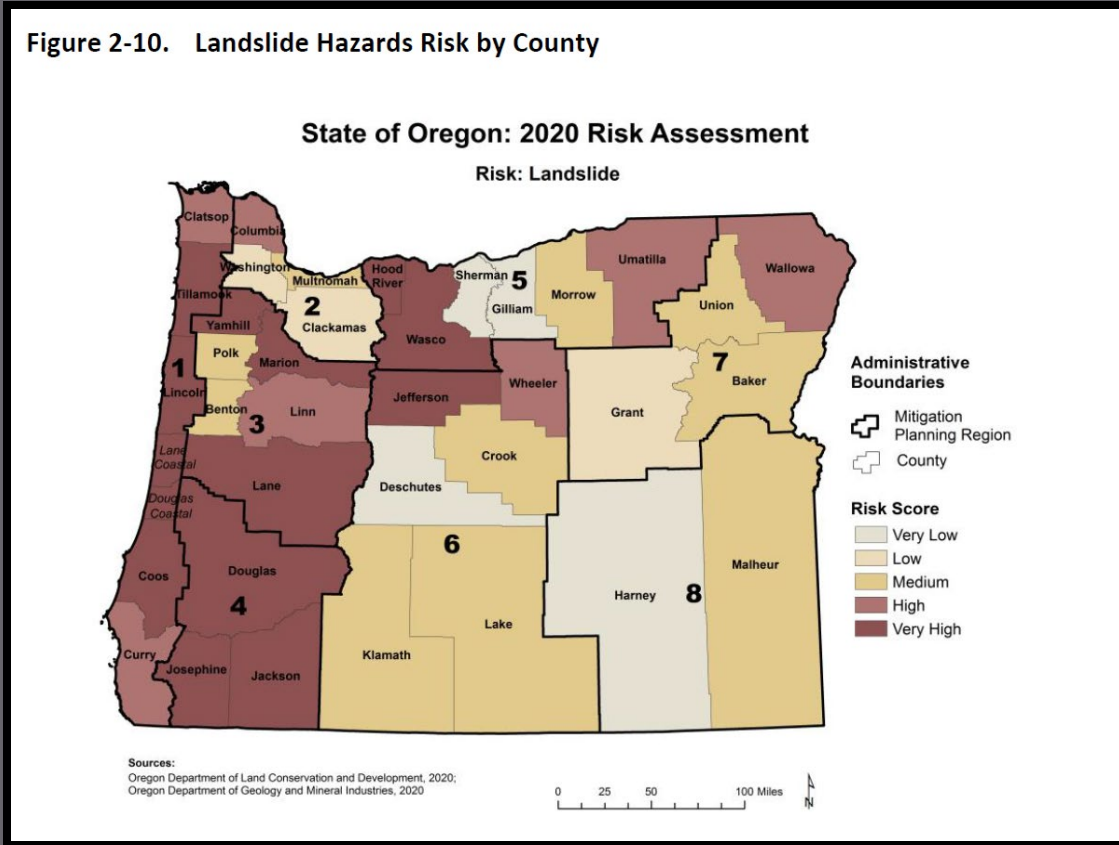 Figure 2-10. Landslide Hazards Risk by County
State of Oregon: 2020 Risk Assessment
Risk: Landslide
Clatsop
Columbia
Washington
Multnomah
Hood
River
Sherman
5
Gilliam
Morrow
Umatilla
Wallowa
Union
Tillamook
2
Clackamas
Yamhill
Wasco
Polk
Marion
1
Lincoln
Benton
3
Linn
Jefferson
Wheeler
Grant
7
Baker
Lane
Coastal
Lane
Crook
Deschutes
Douglas
Coastal
6
Coos
Douglas
4
Malheur
Harney
8
Lake
Klamath
Curry
Josephine
Jackson
Administrative
Boundaries
Mitigation
Planning Region
County
Risk Score
Very Low
Low
Medium
High
Very High
Sources:
Oregon Department of Land Conservation and Development, 2020;
Oregon Department of Geology and Mineral Industries, 2020
0 25 50 100 Miles
N